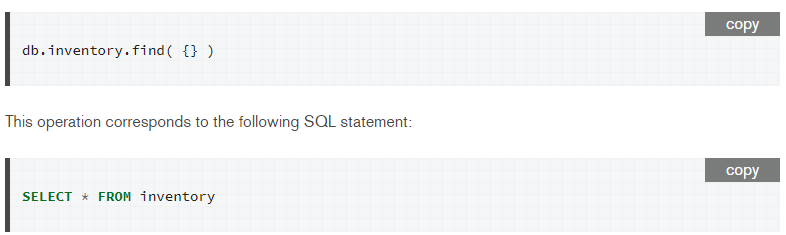 copy
db.inventory.find( {} )
This operation corresponds to the following SQL statement:
copy
SELECT * FROM inventory